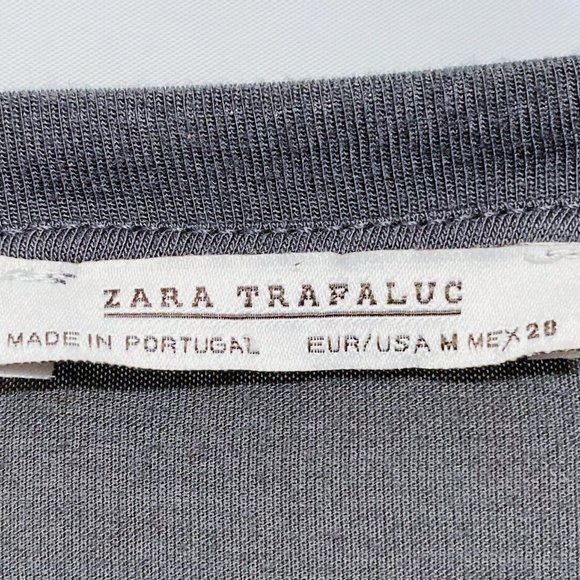 ZARA TRAFALUC
MADE IN PORTUGAL EUR/USA M MEX 28